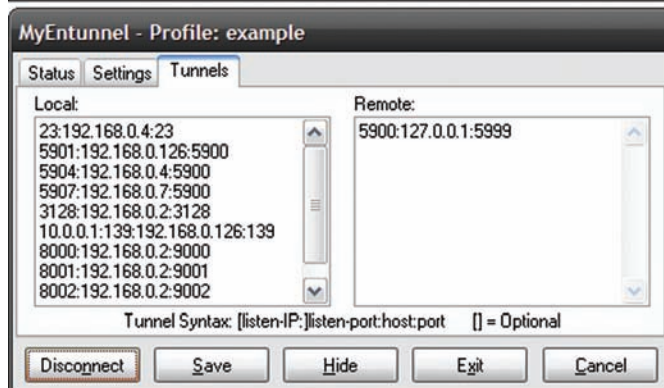 MyEntunnel - Profile: example
Status Settings Tunnels
Local:
23:192.168.0.4:23
5901:192.168.0.126:5900
5904:192.168.0.4:5900
5907:192.168.0.7:5900
3128:192.168.0.2:3128
10.0.0.1:139:192.168.0.126:139
8000:192.168.0.2:9000
8001:192.168.0.2:9001
8002:192.168.0.2:9002
Remote:
5900:127.0.0.1:5999
Tunnel Syntax: [listen-IP:]listen-port:host:port [] = Optional
Disconnect Save Hide Exit Cancel